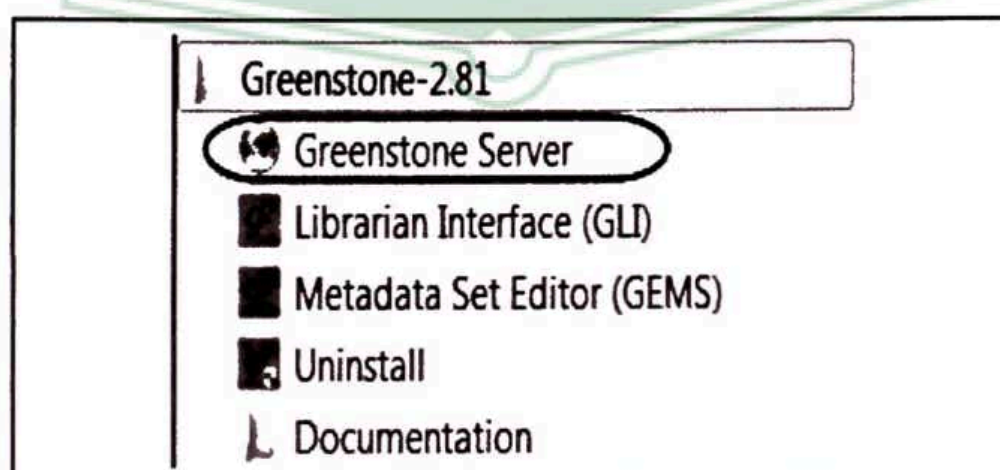 Greenstone-2.81
Greenstone Server
Librarian Interface (GLI)
Metadata Set Editor (GEMS)
Uninstall
Documentation